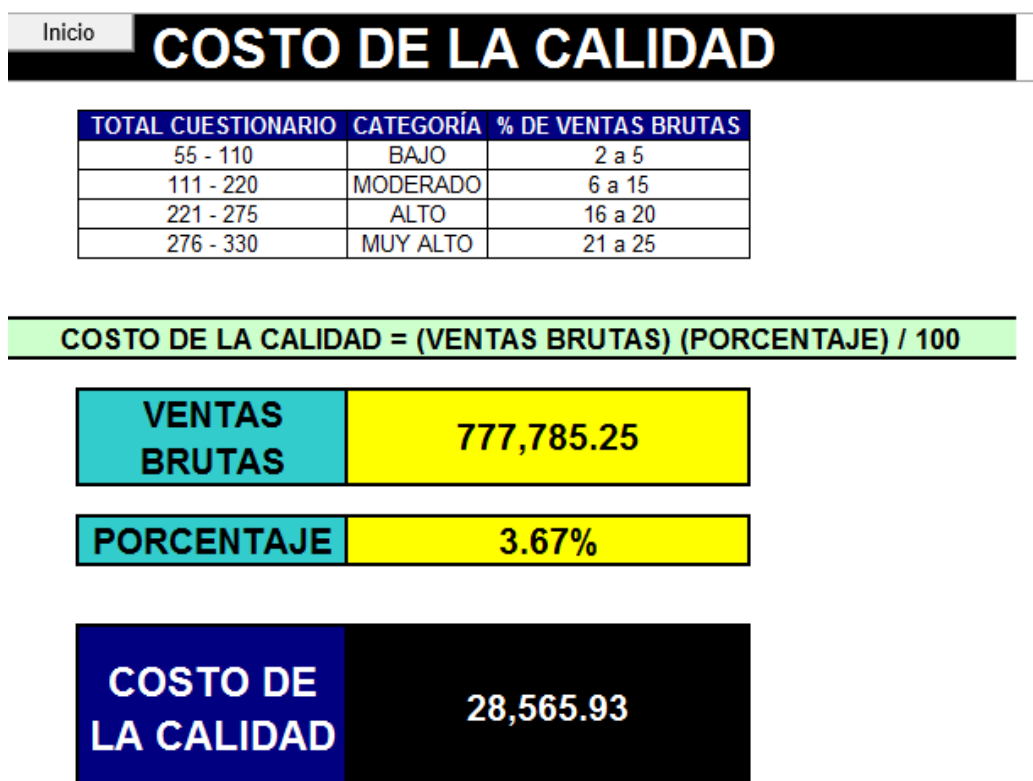 Inicio
COSTO DE LA CALIDAD
TOTAL CUESTIONARIO CATEGORÍA % DE VENTAS BRUTAS
55 - 110 BAJO 2 a 5
111 - 220 MODERADO 6 a 15
221 - 275 ALTO 16 a 20
276 - 330 MUY ALTO 21 a 25
COSTO DE LA CALIDAD = (VENTAS BRUTAS) (PORCENTAJE) / 100
VENTAS
BRUTAS
777,785.25
PORCENTAJE 3.67%
COSTO DE
LA CALIDAD
28,565.93